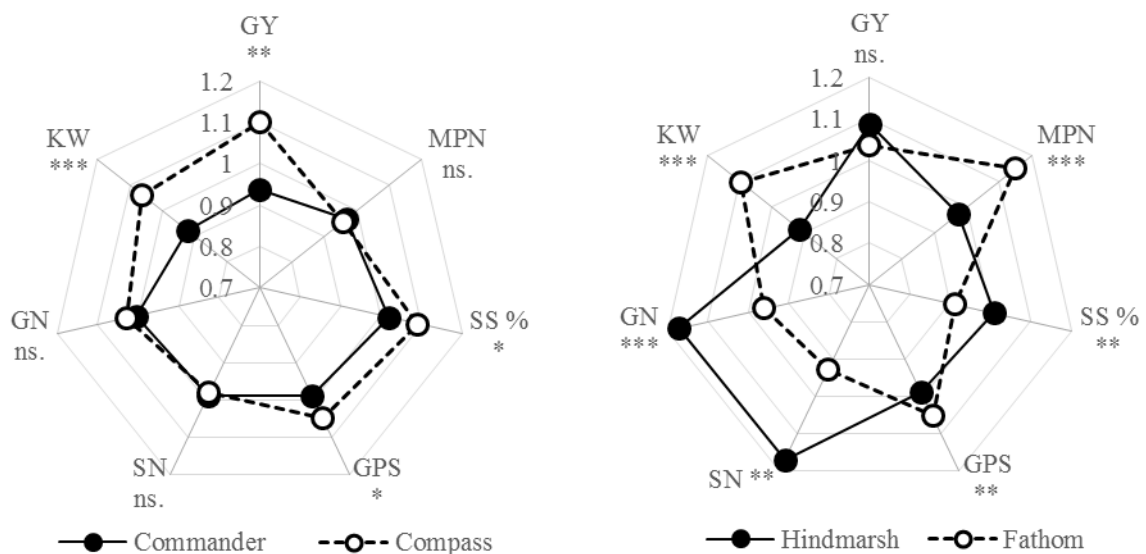 GY
**
1.2
1.1
1
0.9
0.8
0.7
MPN
ns.
SS %
*
GPS
*
SN
ns.
GN
ns.
KW
***
Commander
Compass
GY
ns.
1.2
1.1
1
0.9
0.8
0.7
MPN
***
SS %
**
GPS
**
SN **
GN
***
KW
***
Hindmarsh
Fathom